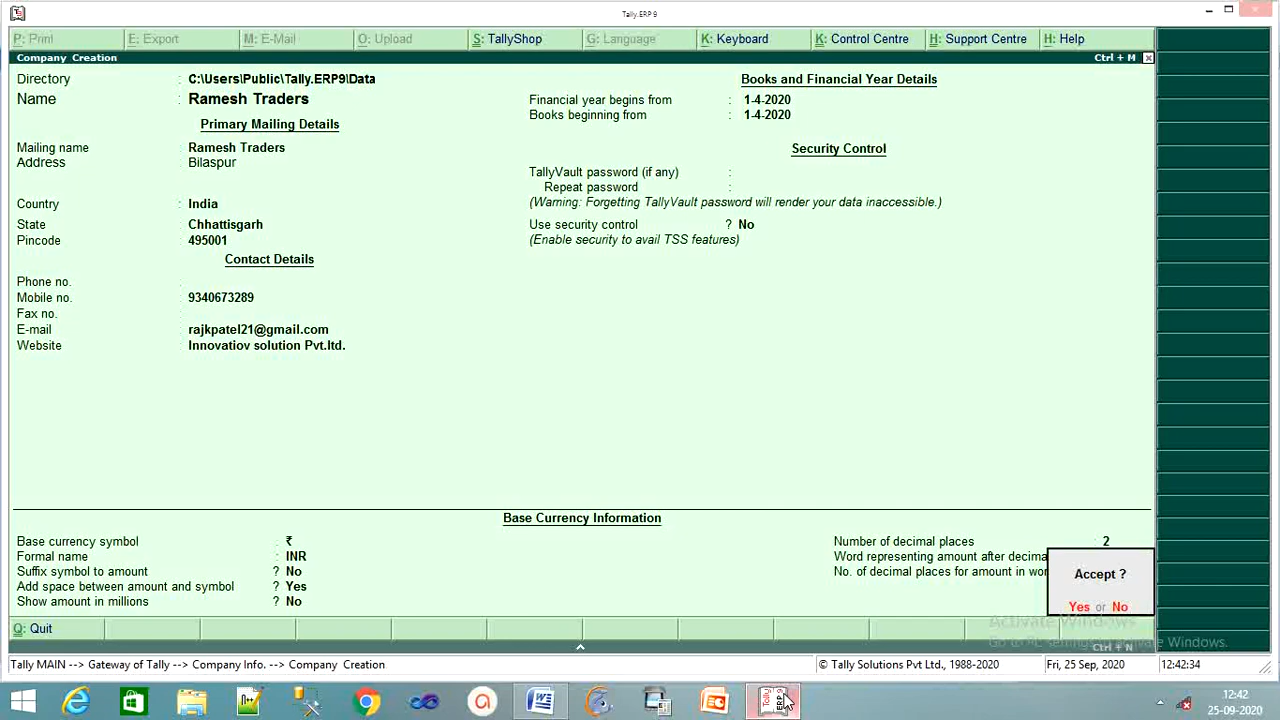 Tally.ERP 9
P: Print E: Export M: E-Mail O: Upload S: TallyShop G: Language K: Keyboard K: Control Centre H: Support Centre H: Help
Company Creation Ctrl + M
Directory : C:\Users\Public\Tally.ERP9\Data
Name : Ramesh Traders
Primary Mailing Details
Mailing name : Ramesh Traders
Address : Bilaspur
Country : India
State : Chhattisgarh
Pincode : 495001
Contact Details
Phone no. :
Mobile no. : 9340673289
Fax no. :
E-mail : rajkpatel21@gmail.com
Website : Innovatiov solution Pvt.ltd.
Books and Financial Year Details
Financial year begins from : 1-4-2020
Books beginning from : 1-4-2020
Security Control
TallyVault password (if any) :
Repeat password :
(Warning: Forgetting TallyVault password will render your data inaccessible.)
Use security control ? No
(Enable security to avail TSS features)
Base Currency Information
Base currency symbol : ₹
Formal name : INR
Suffix symbol to amount ? No
Add space between amount and symbol ? Yes
Show amount in millions ? No
Number of decimal places : 2
Word representing amount after decima
No. of decimal places for amount in wor
Accept ?
Yes or No
Activate Windows
Windows.
Q: Quit
Ctrl + N
Tally MAIN --> Gateway of Tally --> Company Info. --> Company Creation
© Tally Solutions Pvt Ltd., 1988-2020 Fri, 25 Sep, 2020 12:42:34
12:42
25-09-2020